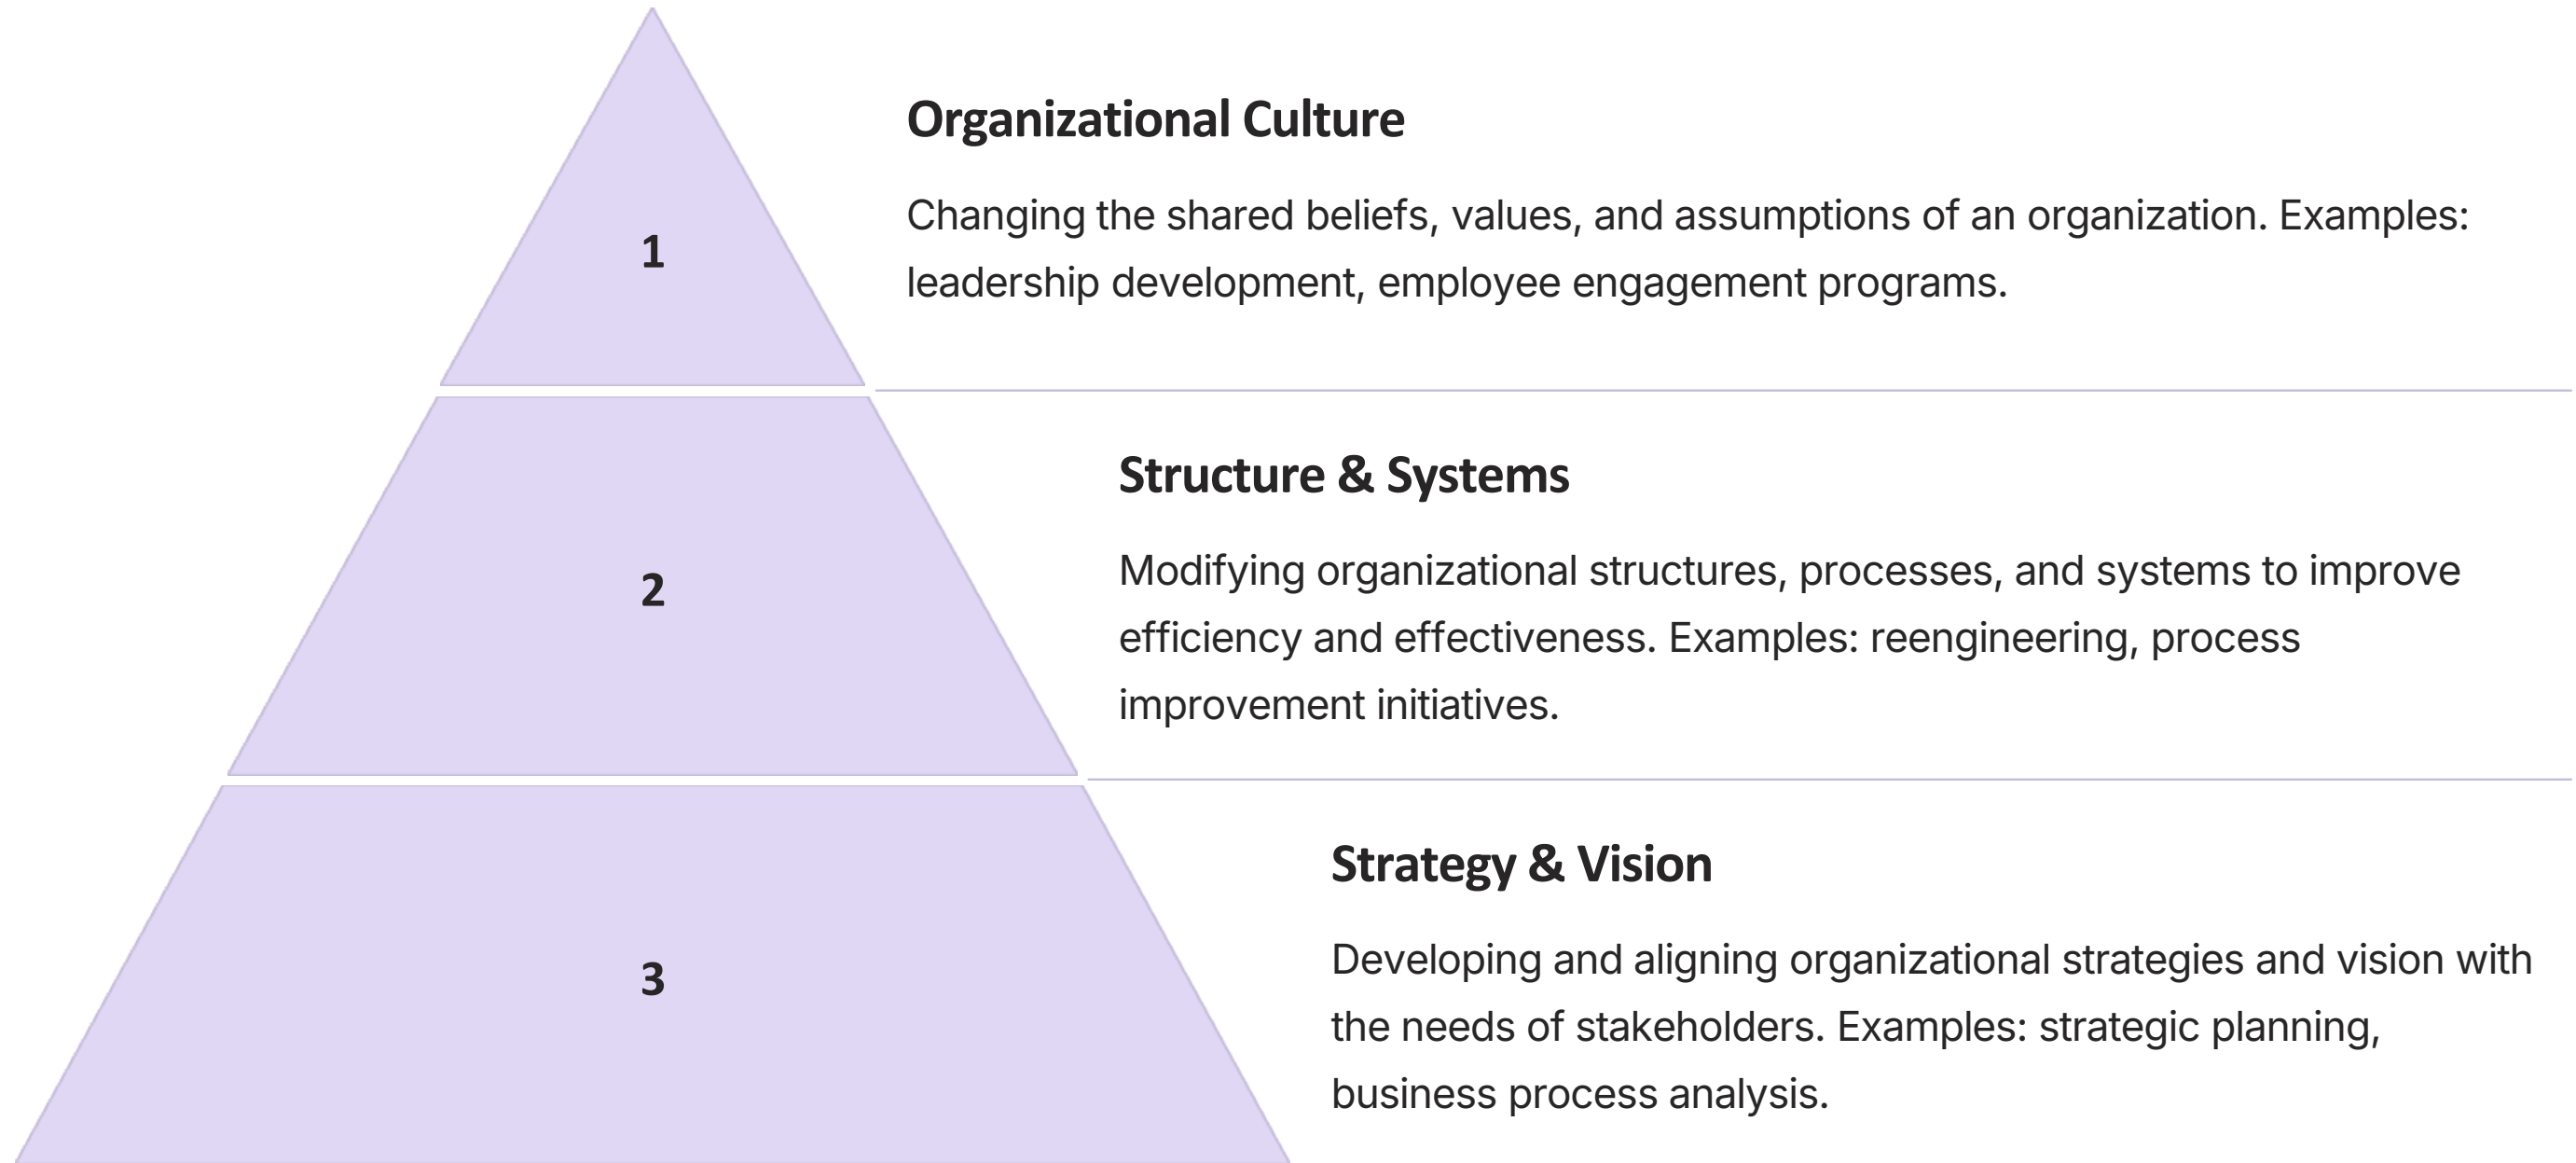 1
Organizational Culture
Changing the shared beliefs, values, and assumptions of an organization. Examples:
leadership development, employee engagement programs.
2
Structure & Systems
Modifying organizational structures, processes, and systems to improve
efficiency and effectiveness. Examples: reengineering, process
improvement initiatives.
3
Strategy & Vision
Developing and aligning organizational strategies and vision with
the needs of stakeholders. Examples: strategic planning,
business process analysis.